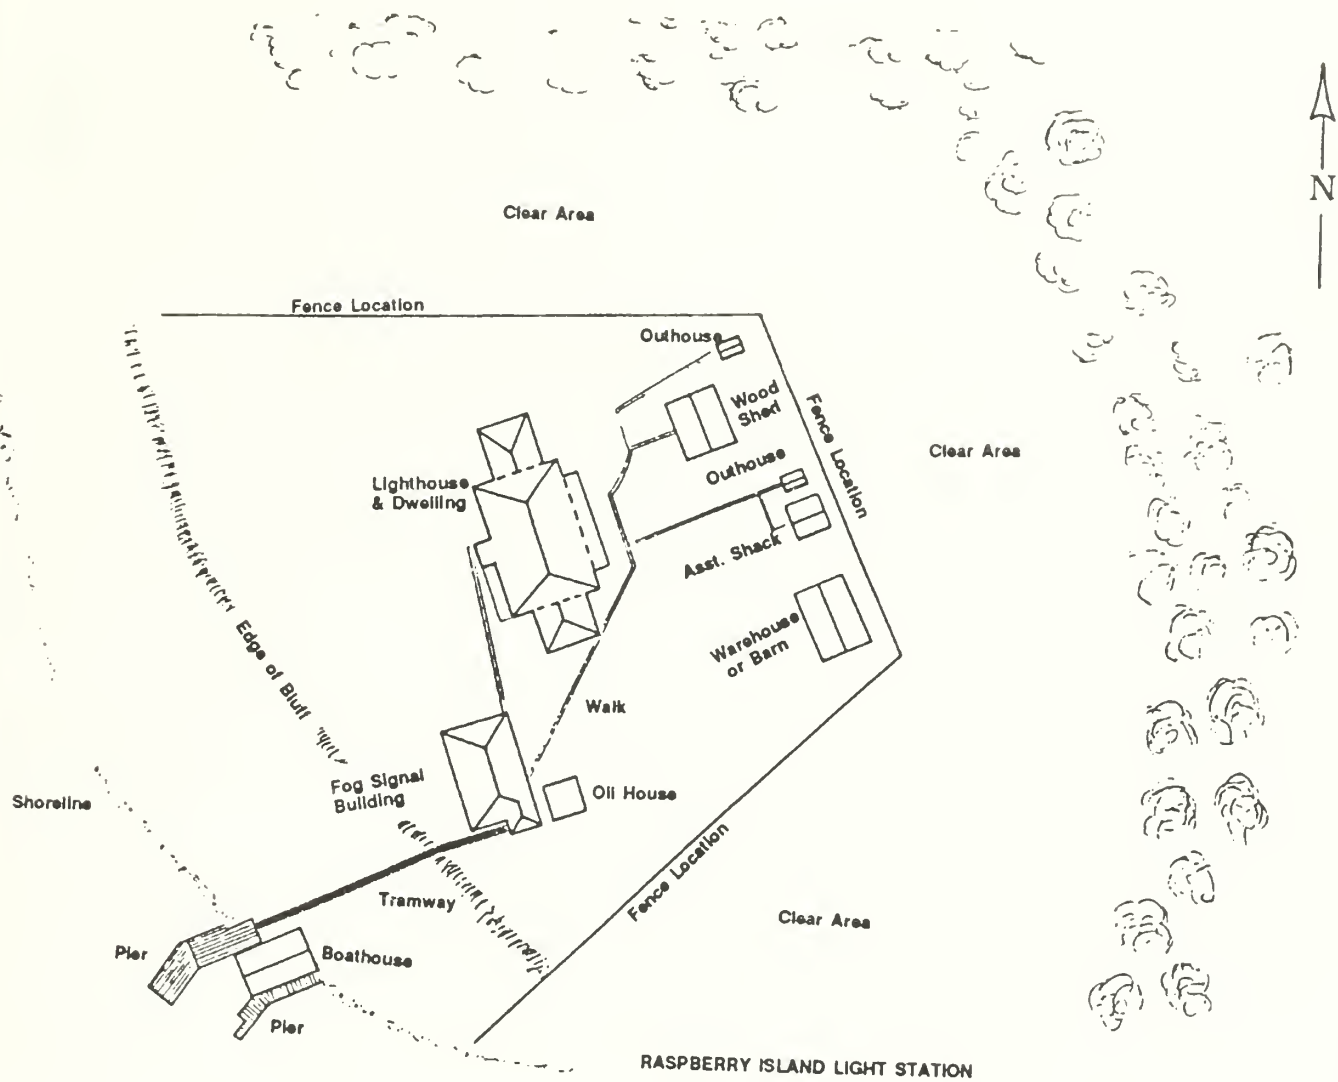 N
Clear Area
Fence Location
Outhouse
Wood
Shed
Fence Location
Clear Area
Lighthouse
& Dwelling
Outhouse
Asst. Shack
Warehouse
or Barn
Edge of Bluff
Walk
Fog Signal
Building
Oil House
Shoreline
Fence Location
Tramway
Clear Area
Pier
Boathouse
Pier
RASPBERRY ISLAND LIGHT STATION